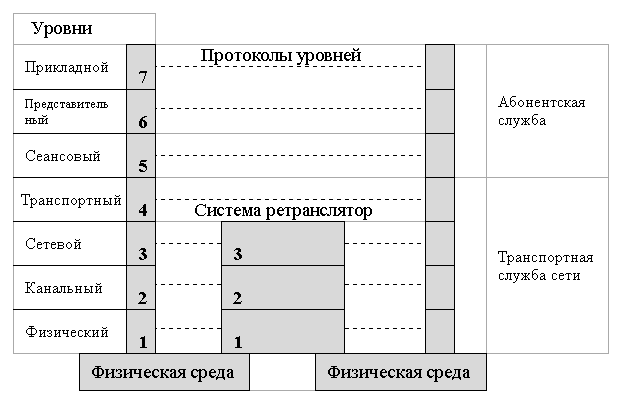 Уровни
Протоколы уровней
Прикладной 7
Представитель
ный 6
Абонентская
служба
Сеансовый 5
Транспортный 4
Система ретранслятор
Сетевой 3 3
Транспортная
служба сети
Канальный 2 2
Физический 1 1
Физическая среда Физическая среда